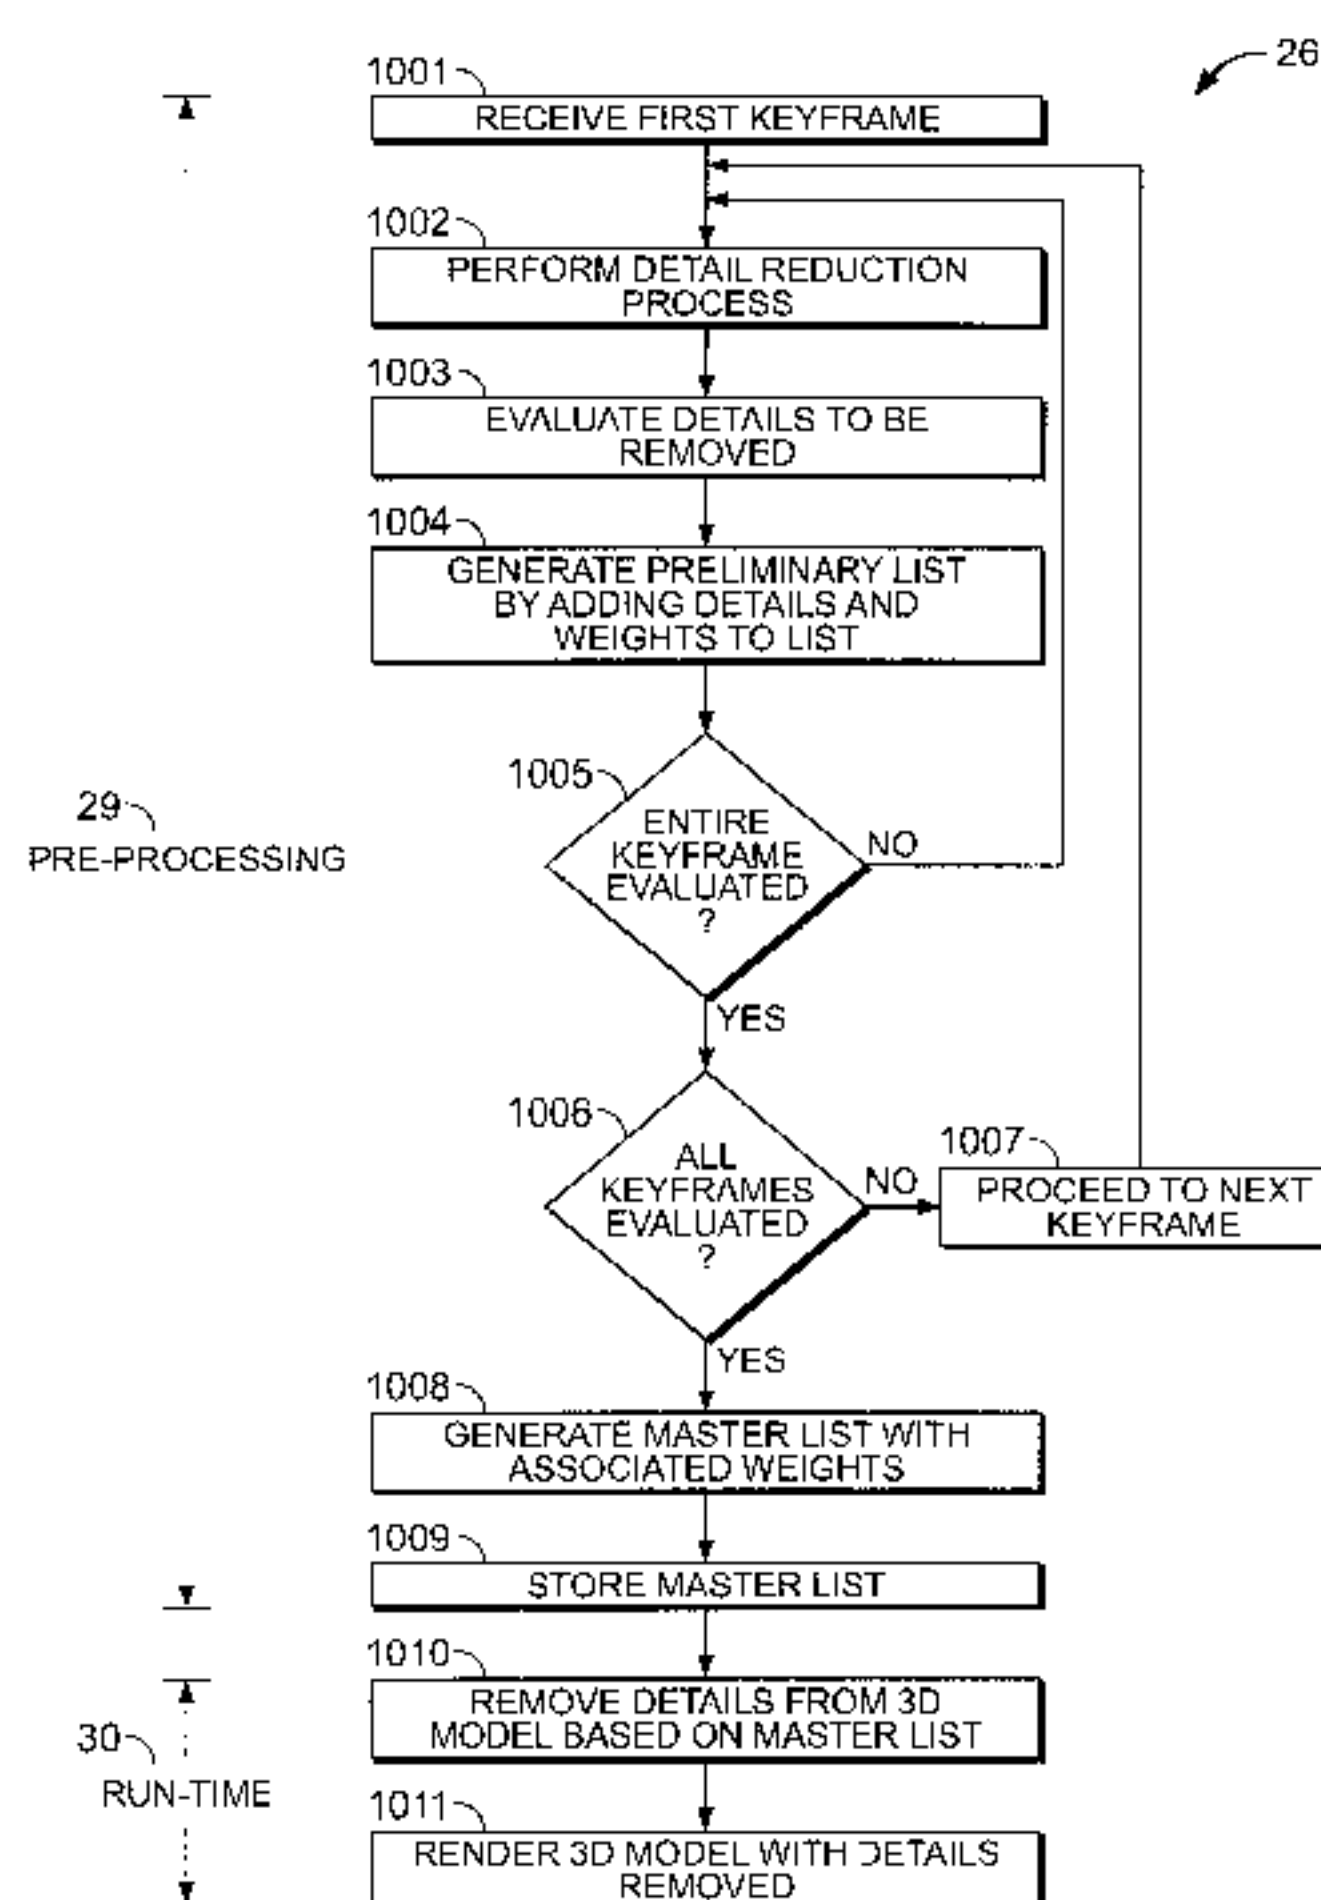 26
1001
RECEIVE FIRST KEYFRAME
1002
PERFORM DETAIL REDUCTION
PROCESS
1003
EVALUATE DETAILS TO BE
REMOVED
1004
GENERATE PRELIMINARY LIST
BY ADDING DETAILS AND
WEIGHTS TO LIST
1005
ENTIRE
KEYFRAME
EVALUATED
?
NO
YES
29
PRE-PROCESSING
1006
ALL
KEYFRAMES
EVALUATED
?
NO
YES
1007
PROCEED TO NEXT
KEYFRAME
1008
GENERATE MASTER LIST WITH
ASSOCIATED WEIGHTS
1009
STORE MASTER LIST
1010
REMOVE DETAILS FROM 3D
MODEL BASED ON MASTER LIST
30
RUN-TIME
1011
RENDER 3D MODEL WITH DETAILS
REMOVED